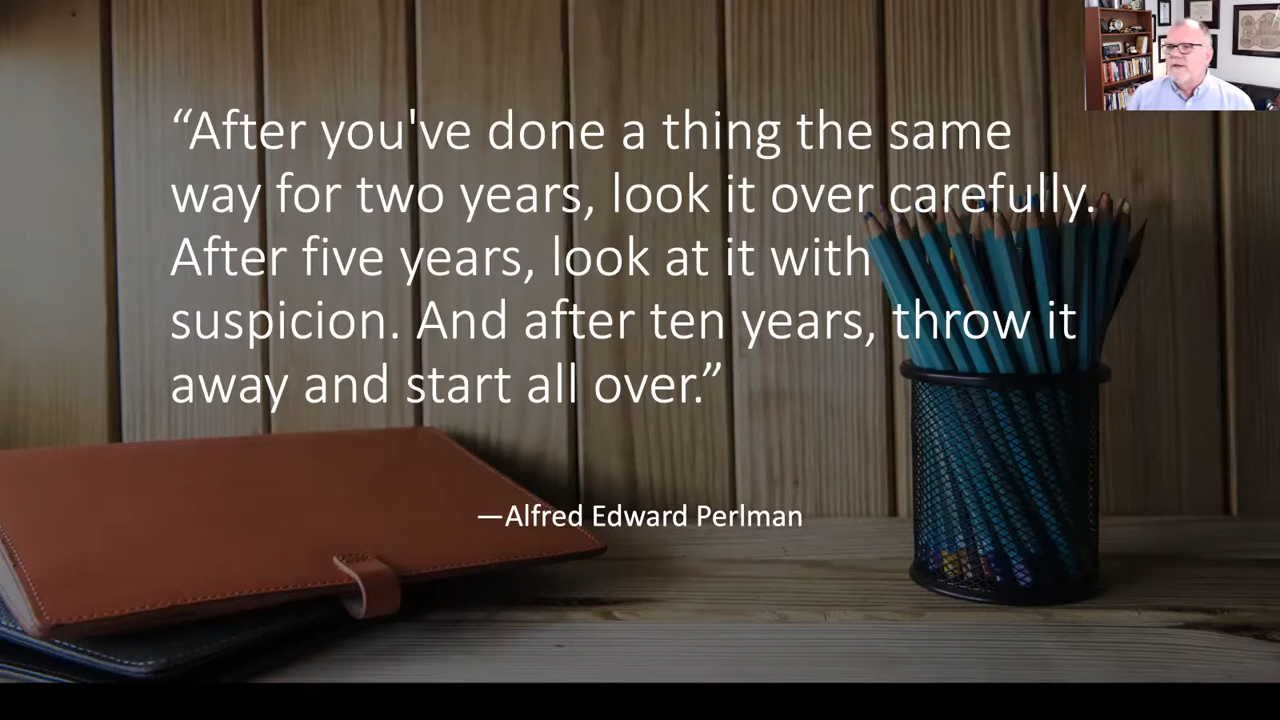 “After you've done a thing the same
way for two years, look it over carefully.
After five years, look at it with
suspicion. And after ten years, throw it
away and start all over.”
—Alfred Edward Perlman